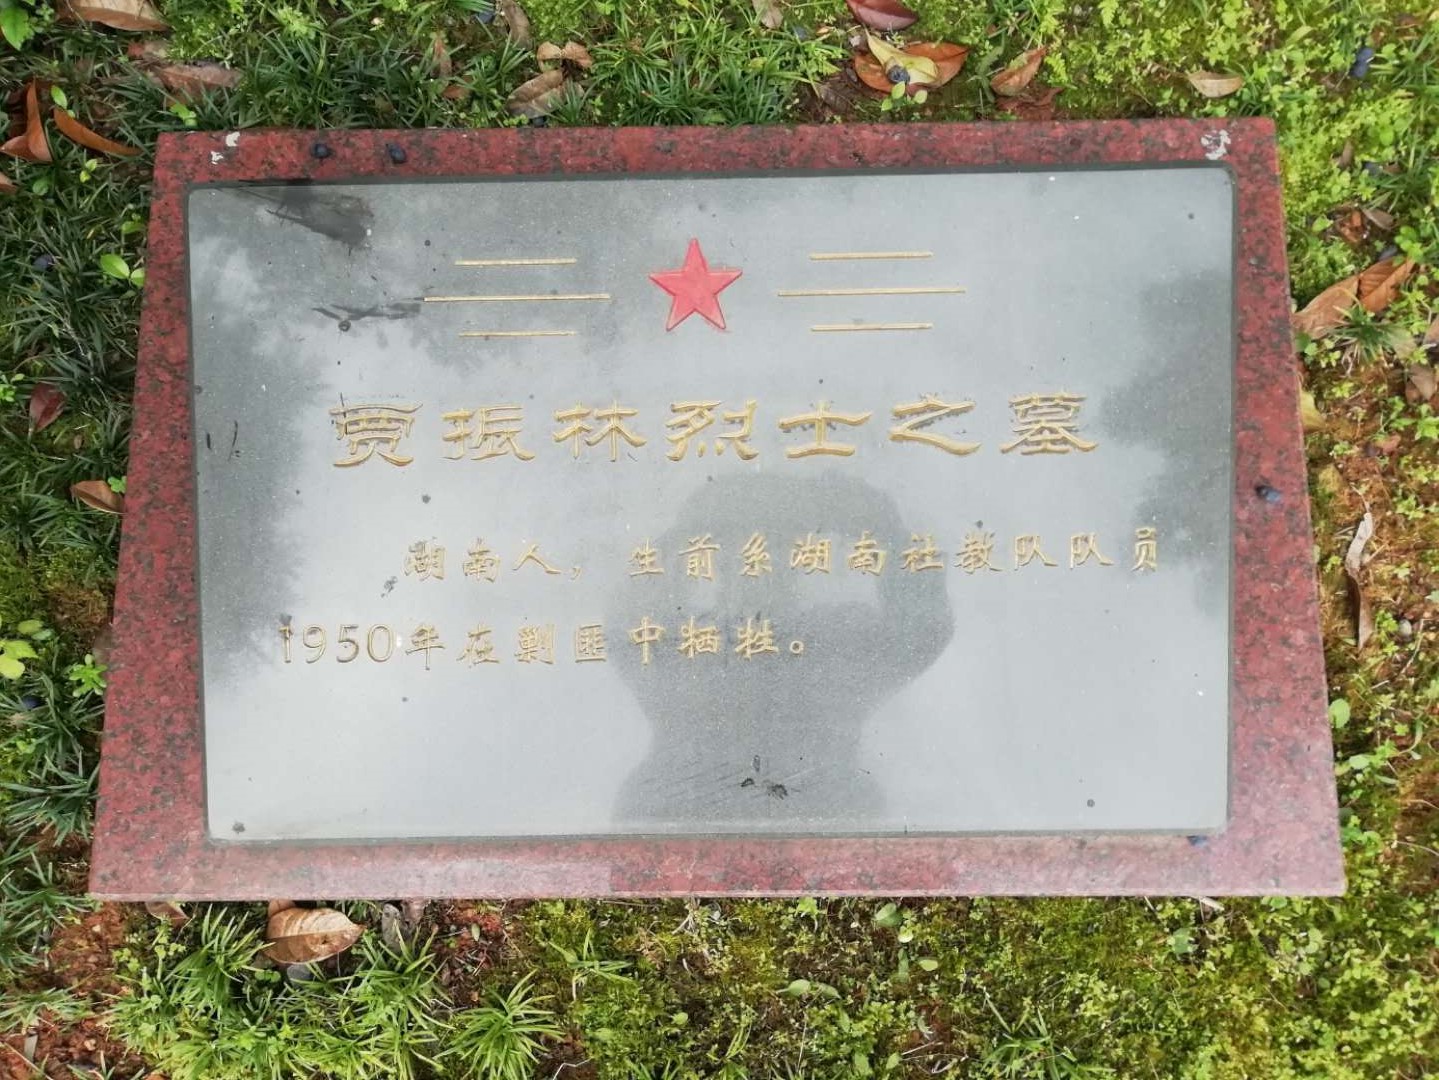 贾振林烈士之墓
湖南人，生前系湖南社教队队员
1950年在剿匪中牺牲。